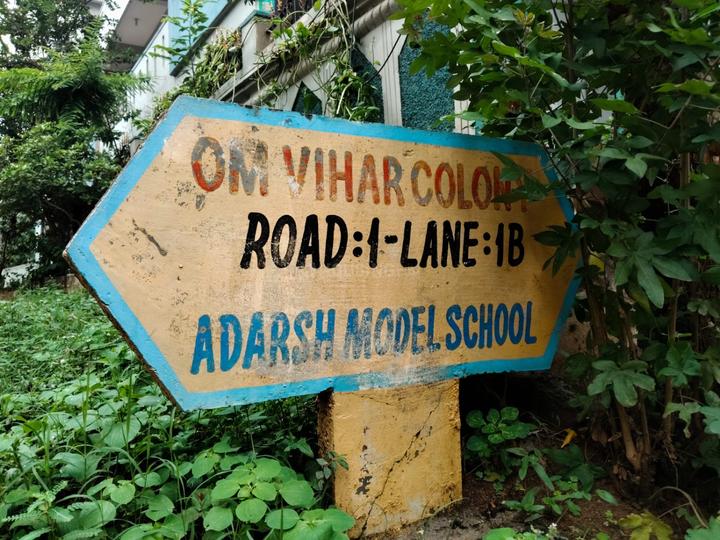 OM VIHAR COLONY
ROAD:1-LANE:1B
ADARSH MODEL SCHOOL